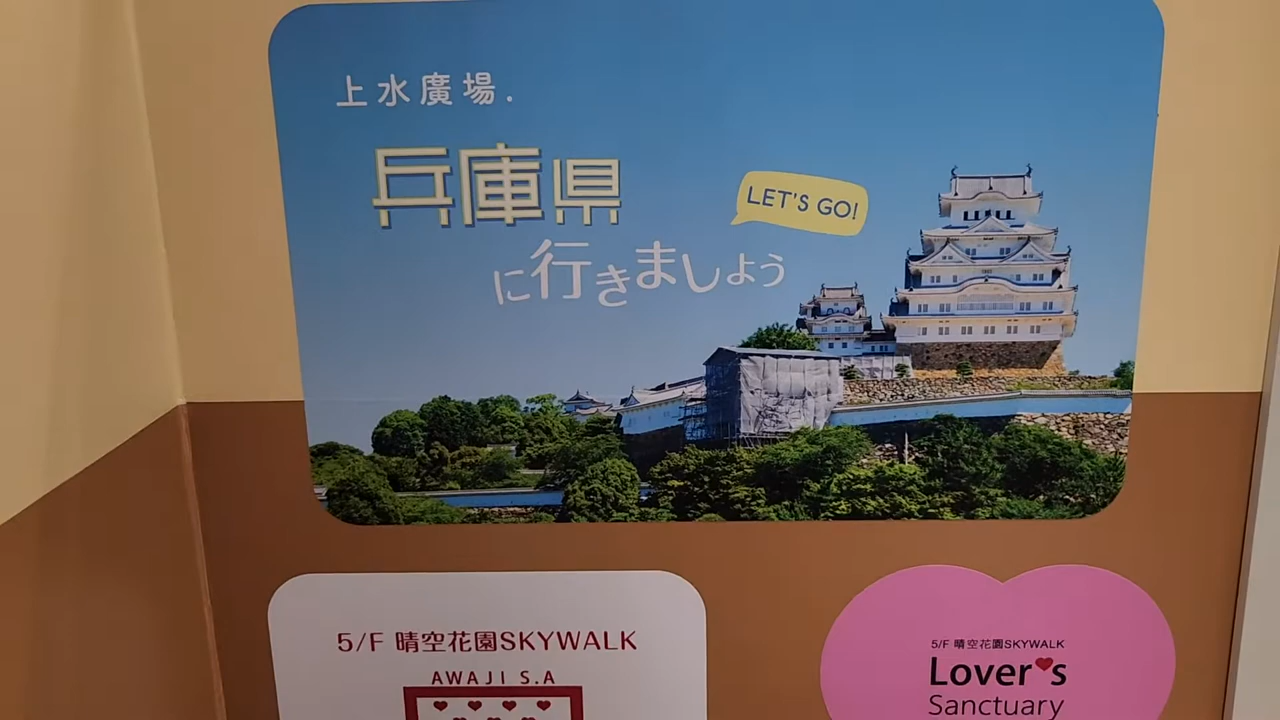 上水廣場.
兵庫県
LET'S GO!
に行きましょう
5/F 晴空花園SKYWALK
AWAJI S.A
5/F 晴空花園SKYWALK
Lover's
Sanctuary